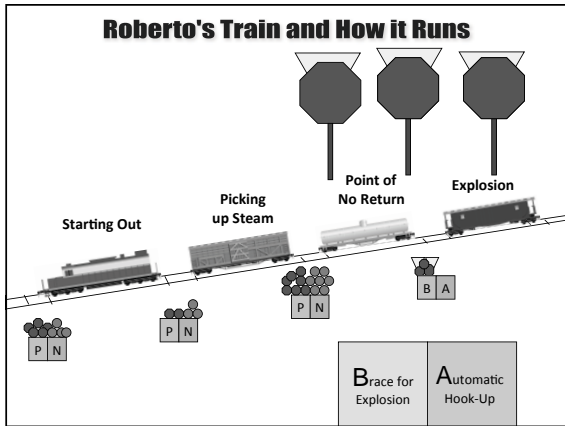 Roberto's Train and How it Runs
Starting Out
Picking
up Steam
Point of
No Return
Explosion
P N
P N
P N
B A
Brace for
Explosion
Automatic
Hook-Up